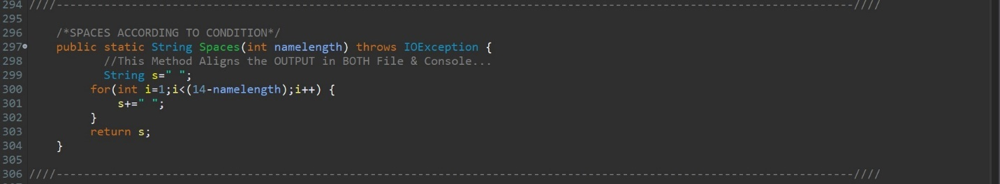 294 ////-----------------------------------------------------------------------------------------------------------------------////
295
296     /*SPACES ACCORDING TO CONDITION*/
297     public static String Spaces(int namelength) throws IOException {
298            //This Method Aligns the OUTPUT in BOTH File & Console...
299            String s=" ";
300          for(int i=1;i<(14-namelength);i++) {
301              s+=" ";
302          }
303          return s;
304     }
305
306 ////-----------------------------------------------------------------------------------------------------------------------////